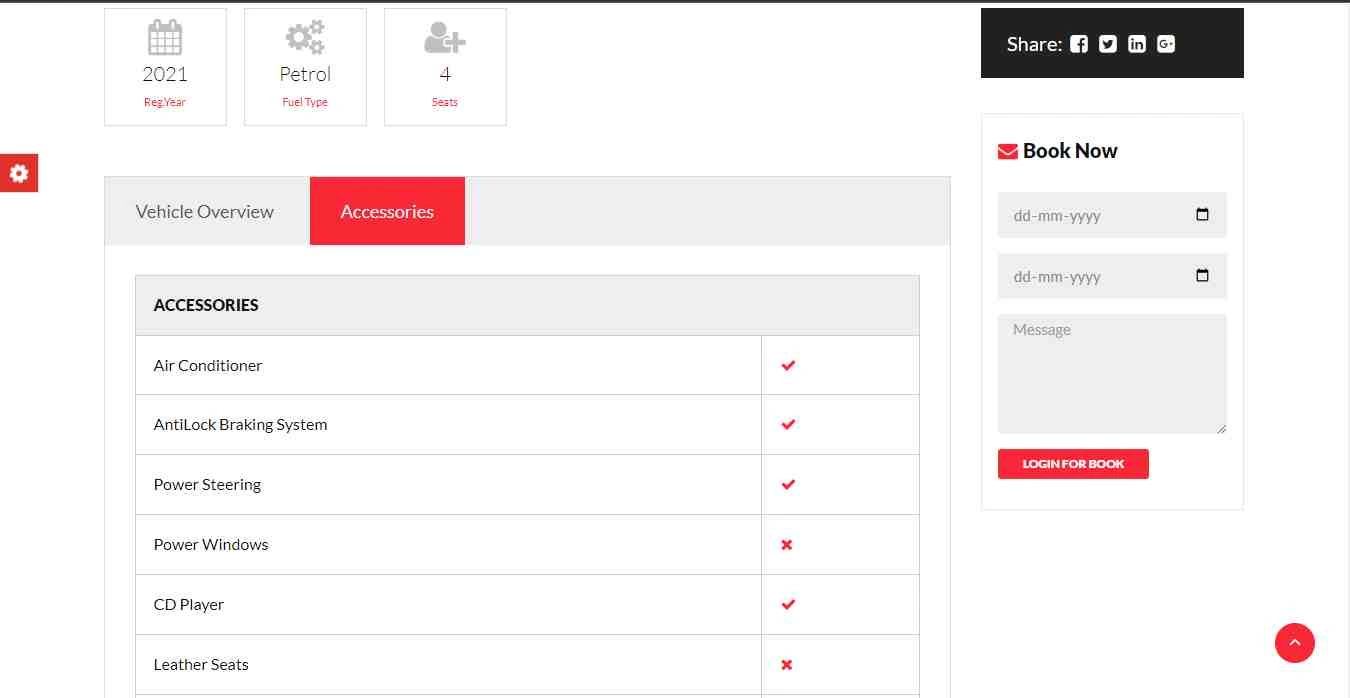 2021
Reg.Year
Petrol
Fuel Type
4
Seats
Share:
Vehicle Overview
Accessories
ACCESSORIES
Air Conditioner
AntiLock Braking System
Power Steering
Power Windows
CD Player
Leather Seats
Book Now
dd-mm-yyyy
dd-mm-yyyy
Message
LOGIN FOR BOOK